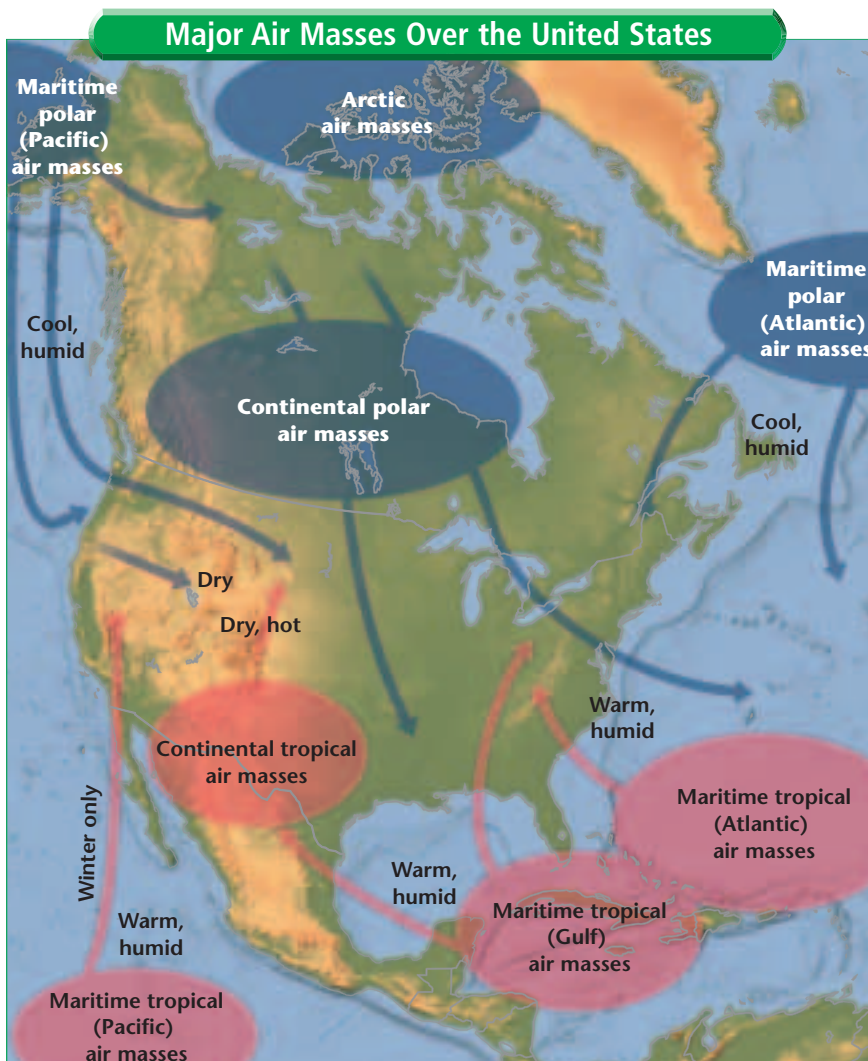 Major Air Masses Over the United States
Maritime
polar
(Pacific)
air masses
Arctic
air masses
Maritime
polar
(Atlantic)
air masses
Cool,
humid
Continental polar
air masses
Cool,
humid
Dry
Dry, hot
Warm,
humid
Continental tropical
air masses
Winter only
Maritime tropical
(Atlantic)
air masses
Warm,
humid
Warm,
humid
Maritime tropical
(Gulf)
air masses
Maritime tropical
(Pacific)
air masses